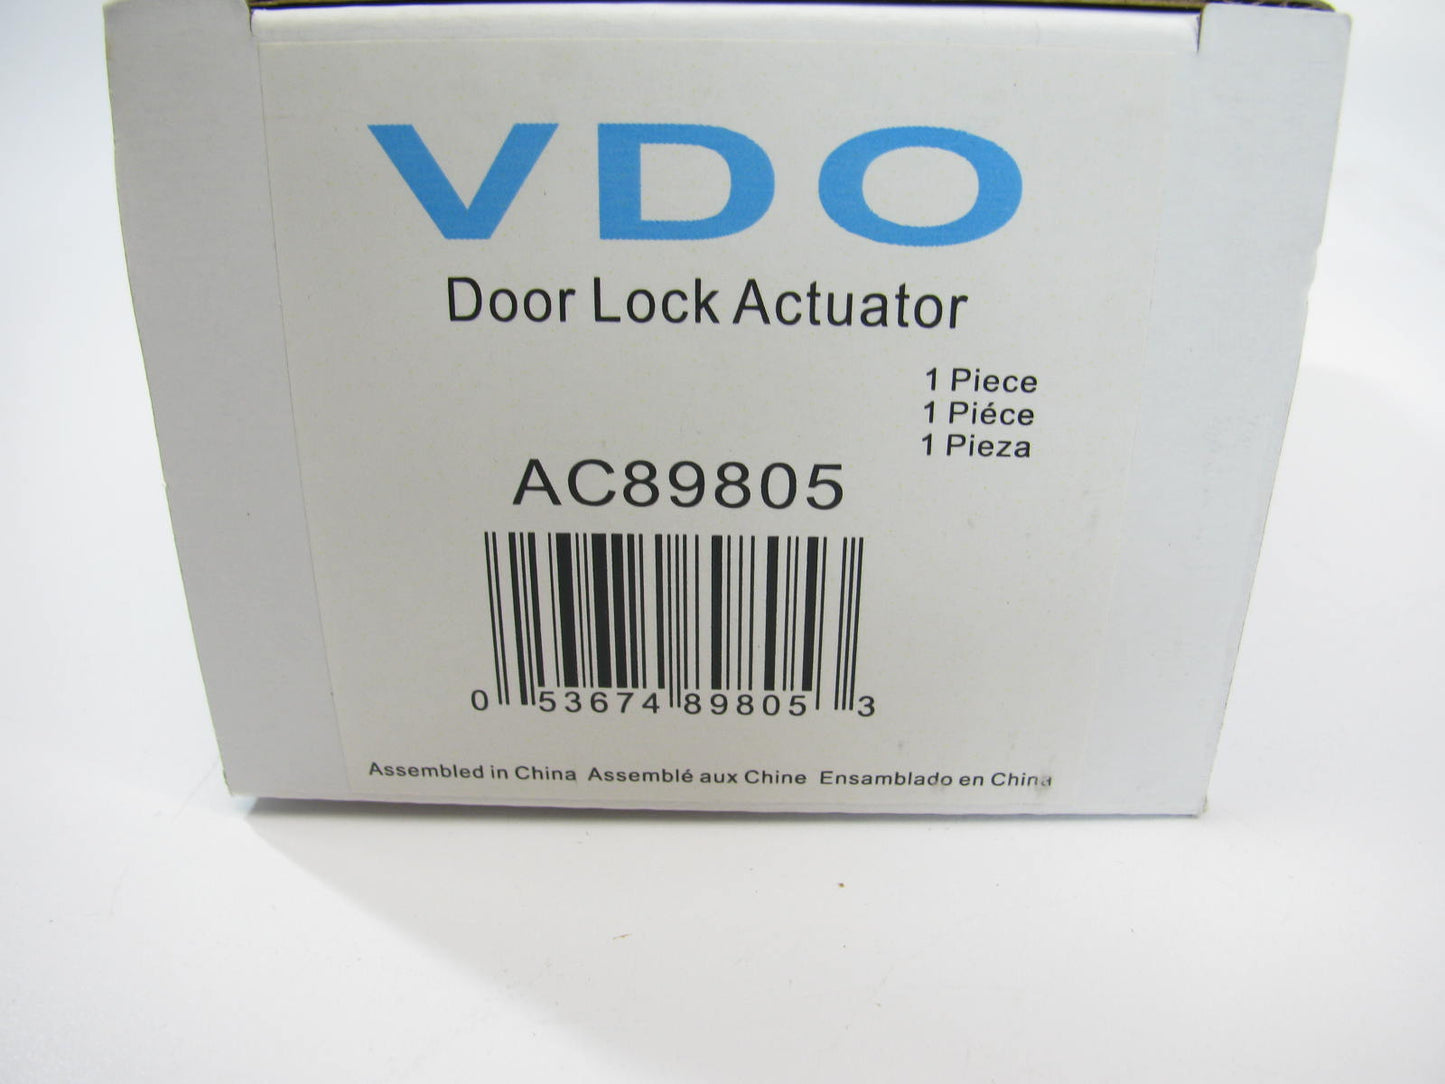 VDO
Door Lock Actuator
1 Piece
1 Piéce
1 Pieza
AC89805
0 53674 89805 3
Assembled in China Assemblé aux Chine Ensamblado en China